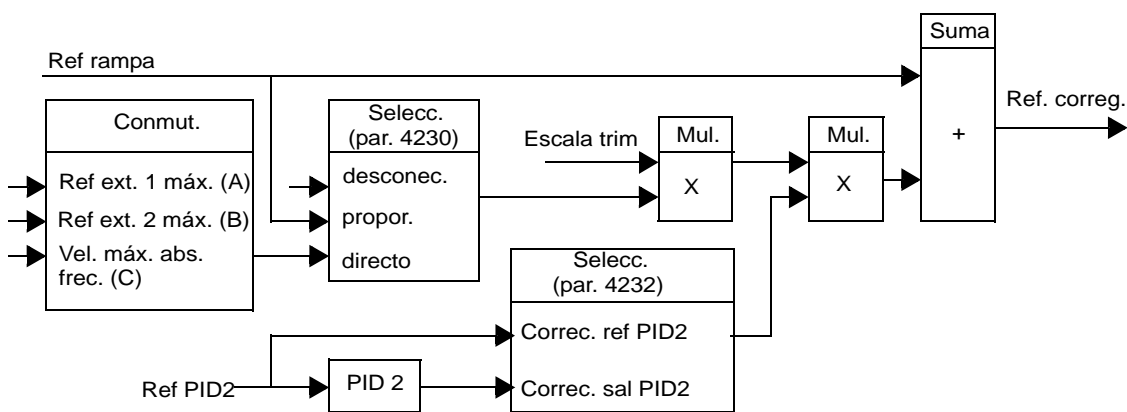 Suma
Ref rampa
Ref. correg.
+
Conmut.
Ref ext. 1 máx. (A)
Ref ext. 2 máx. (B)
Vel. máx. abs.
frec. (C)
Selecc.
(par. 4230)
desconec.
propor.
directo
Escala trim
Mul.
X
Mul.
X
Selecc.
(par. 4232)
Correc. ref PID2
Correc. sal PID2
Ref PID2
PID 2